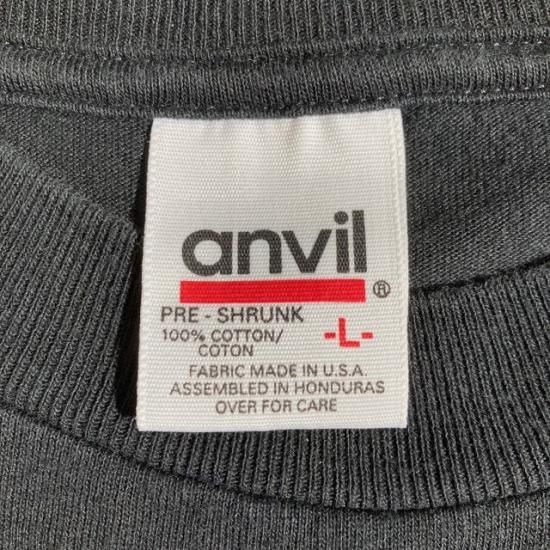 anvil
®
PRE - SHRUNK
100% COTTON/
COTON
-L-
FABRIC MADE IN U.S.A.
ASSEMBLED IN HONDURAS
OVER FOR CARE